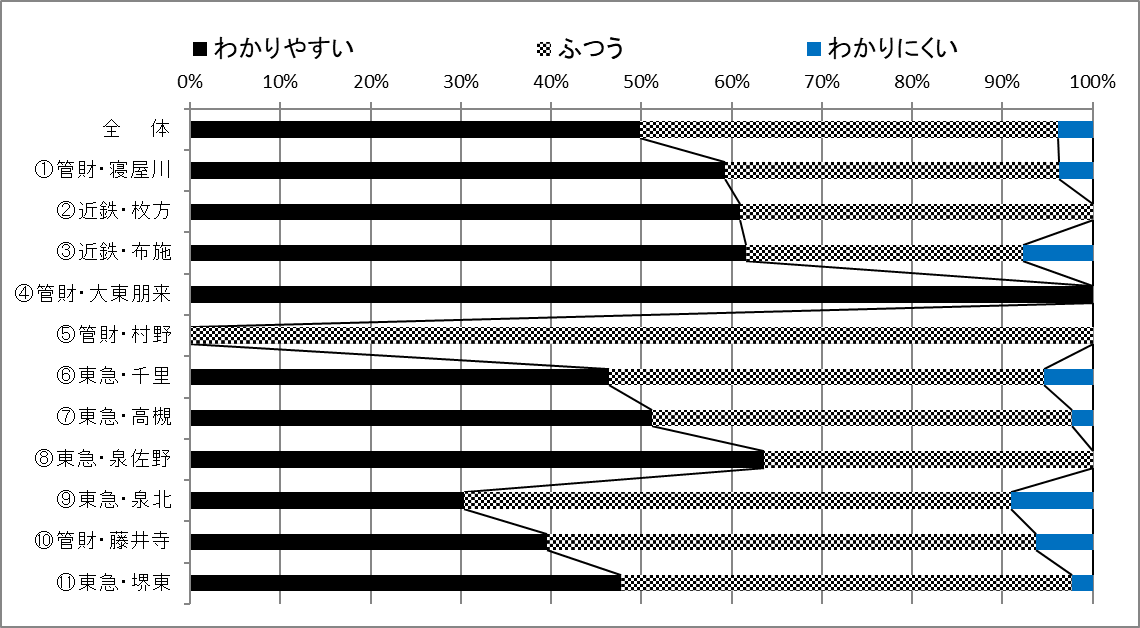 わかりやすい ふつう わかりにくい
0% 10% 20% 30% 40% 50% 60% 70% 80% 90% 100%
全 体
①管財・寝屋川
②近鉄・枚方
③近鉄・布施
④管財・大東朋来
⑤管財・村野
⑥東急・千里
⑦東急・高槻
⑧東急・泉佐野
⑨東急・泉北
⑩管財・藤井寺
⑪東急・堺東